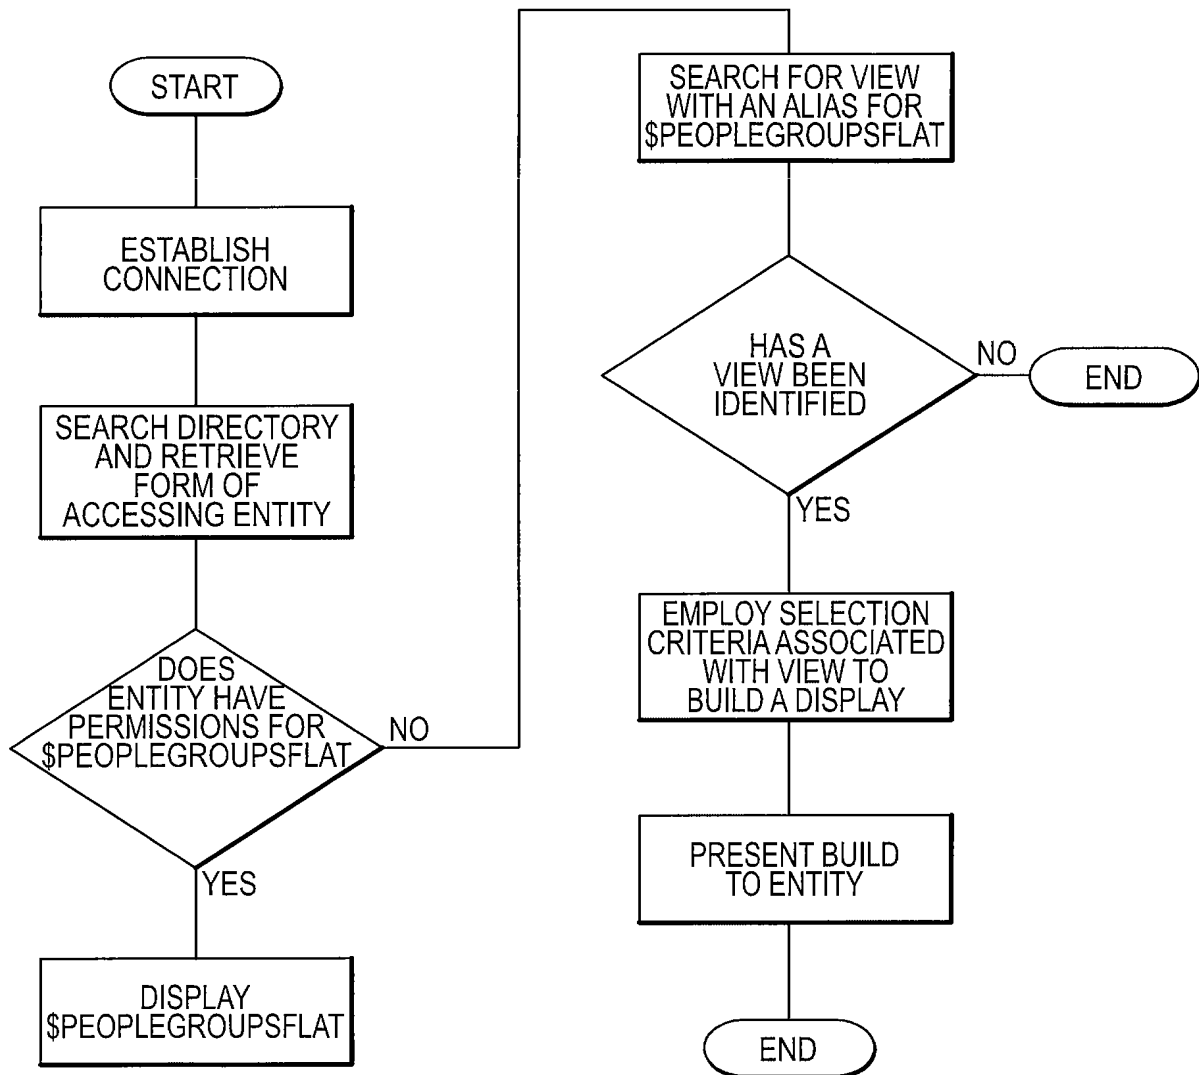 START
ESTABLISH
CONNECTION
SEARCH DIRECTORY
AND RETRIEVE
FORM OF
ACCESSING ENTITY
DOES
ENTITY HAVE
PERMISSIONS FOR
$PEOPLEGROUPSFLAT
NO
YES
DISPLAY
$PEOPLEGROUPSFLAT
SEARCH FOR VIEW
WITH AN ALIAS FOR
$PEOPLEGROUPSFLAT
HAS A
VIEW BEEN
IDENTIFIED
NO
END
YES
EMPLOY SELECTION
CRITERIA ASSOCIATED
WITH VIEW TO
BUILD A DISPLAY
PRESENT BUILD
TO ENTITY
END